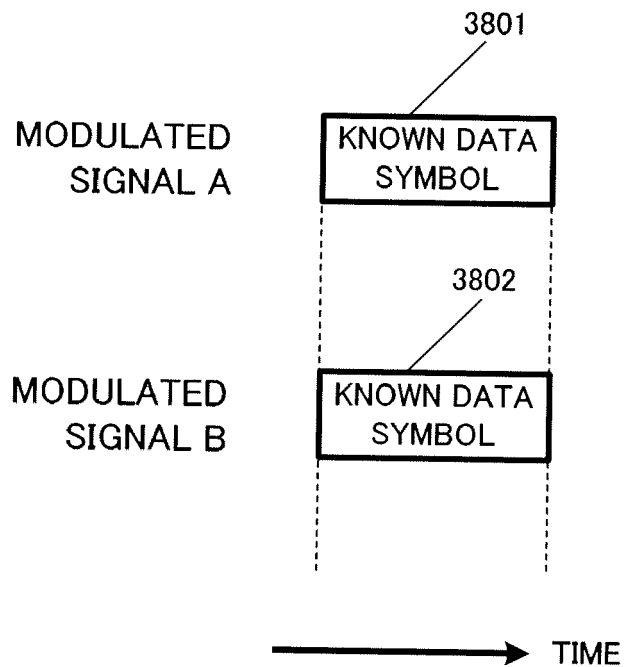 3801
MODULATED
SIGNAL A
KNOWN DATA
SYMBOL
3802
MODULATED
SIGNAL B
KNOWN DATA
SYMBOL
TIME